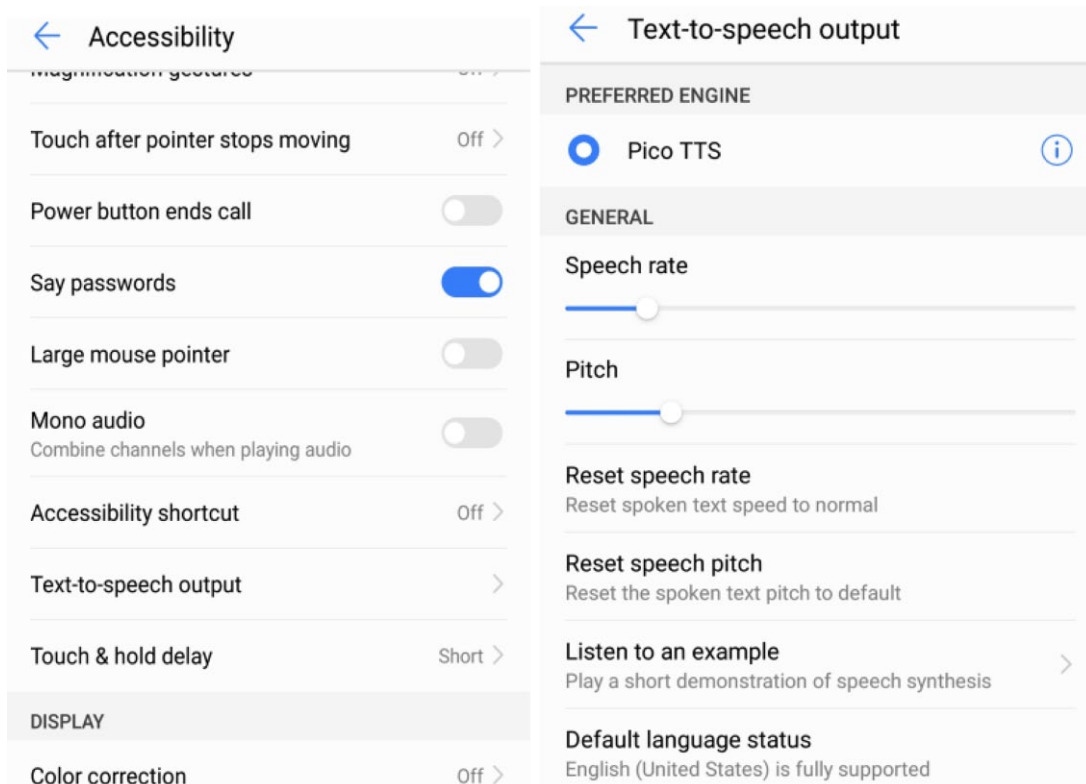 Accessibility
Magnification gestures Off
Touch after pointer stops moving Off
Power button ends call
Say passwords
Large mouse pointer
Mono audio
Combine channels when playing audio
Accessibility shortcut Off
Text-to-speech output
Touch & hold delay Short
DISPLAY
Color correction Off
Text-to-speech output
PREFERRED ENGINE
Pico TTS
GENERAL
Speech rate
Pitch
Reset speech rate
Reset spoken text speed to normal
Reset speech pitch
Reset the spoken text pitch to default
Listen to an example
Play a short demonstration of speech synthesis
Default language status
English (United States) is fully supported